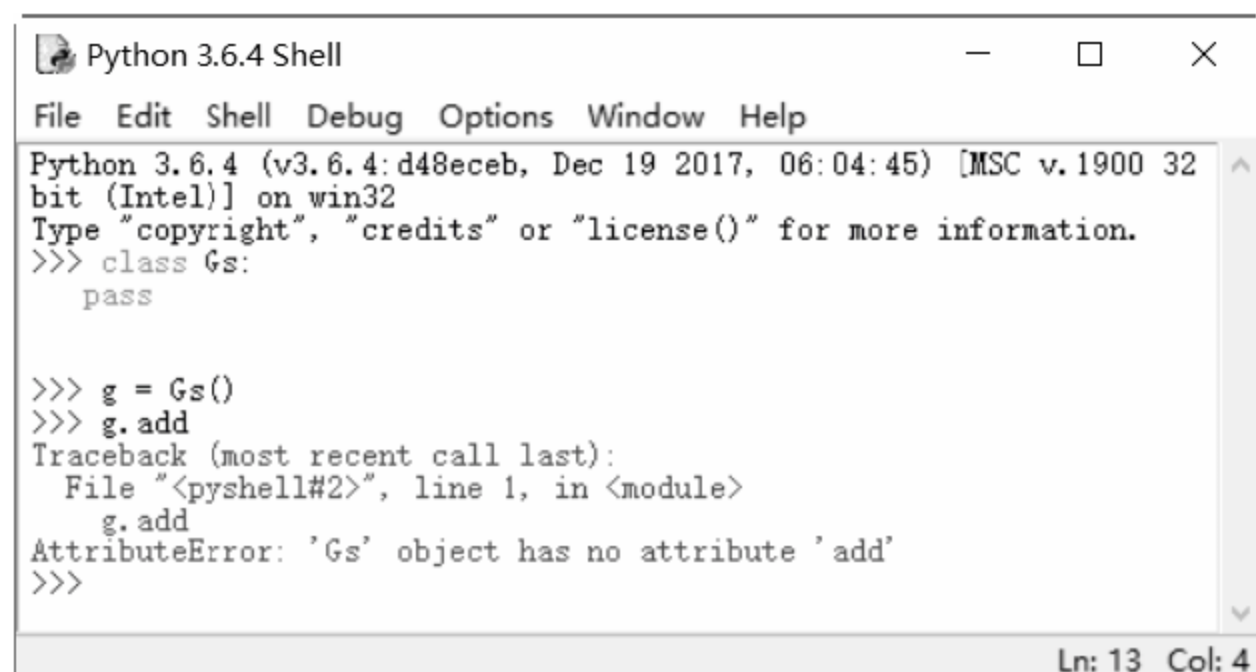 Python 3.6.4 Shell
File Edit Shell Debug Options Window Help
Python 3.6.4 (v3.6.4:d48eceb, Dec 19 2017, 06:04:45) [MSC v.1900 32
bit (Intel)] on win32
Type "copyright", "credits" or "license()" for more information.
>>> class Gs:
   pass
>>> g = Gs()
>>> g.add
Traceback (most recent call last):
  File "<pyshell#2>", line 1, in <module>
    g.add
AttributeError: 'Gs' object has no attribute 'add'
>>>
Ln: 13 Col: 4